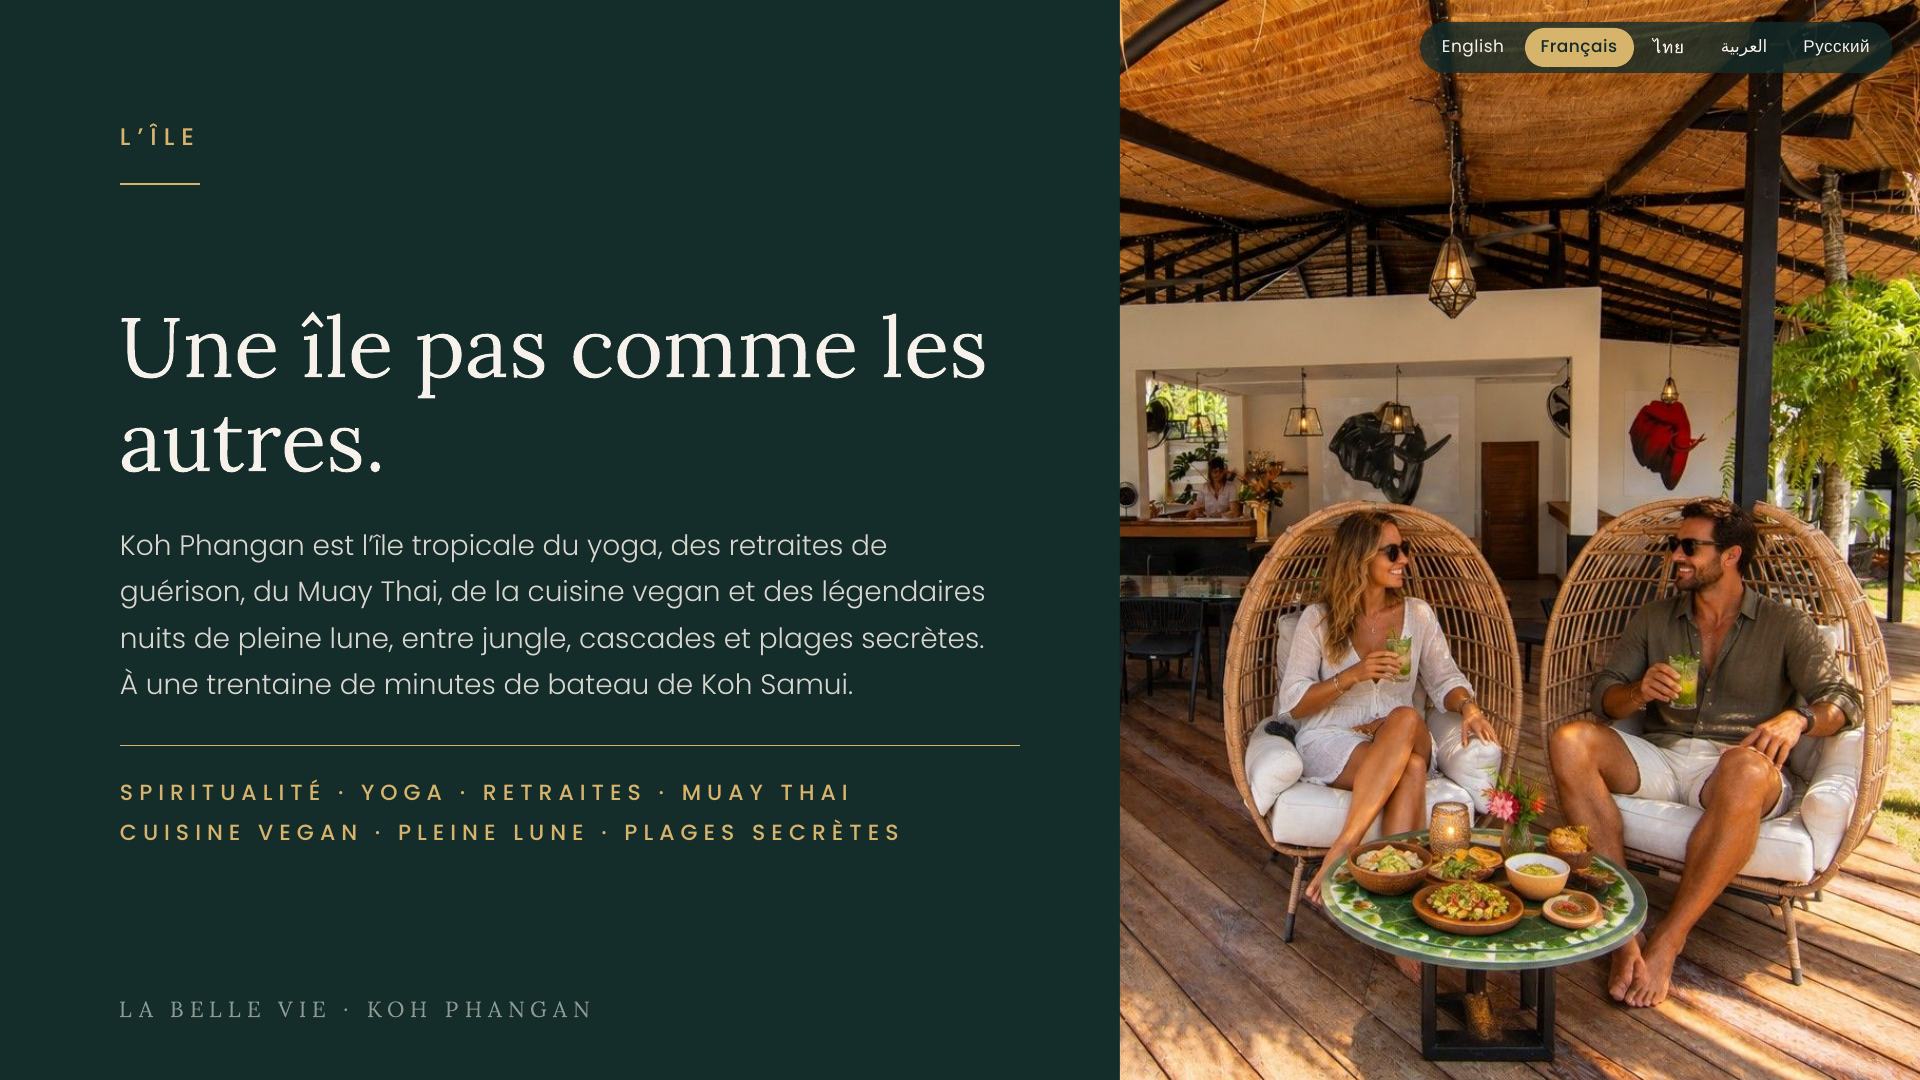 English Français ไทย العربية Русский
L’ÎLE
Une île pas comme les
autres.
Koh Phangan est l’île tropicale du yoga, des retraites de
guérison, du Muay Thai, de la cuisine vegan et des légendaires
nuits de pleine lune, entre jungle, cascades et plages secrètes.
À une trentaine de minutes de bateau de Koh Samui.
SPIRITUALITÉ · YOGA · RETRAITES · MUAY THAI
CUISINE VEGAN · PLEINE LUNE · PLAGES SECRÈTES
LA BELLE VIE · KOH PHANGAN